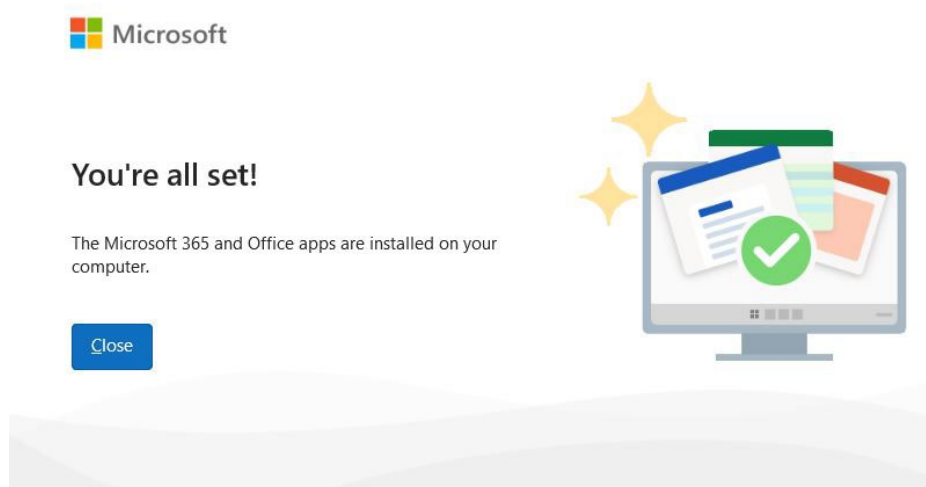 Microsoft
You're all set!
The Microsoft 365 and Office apps are installed on your
computer.
Close